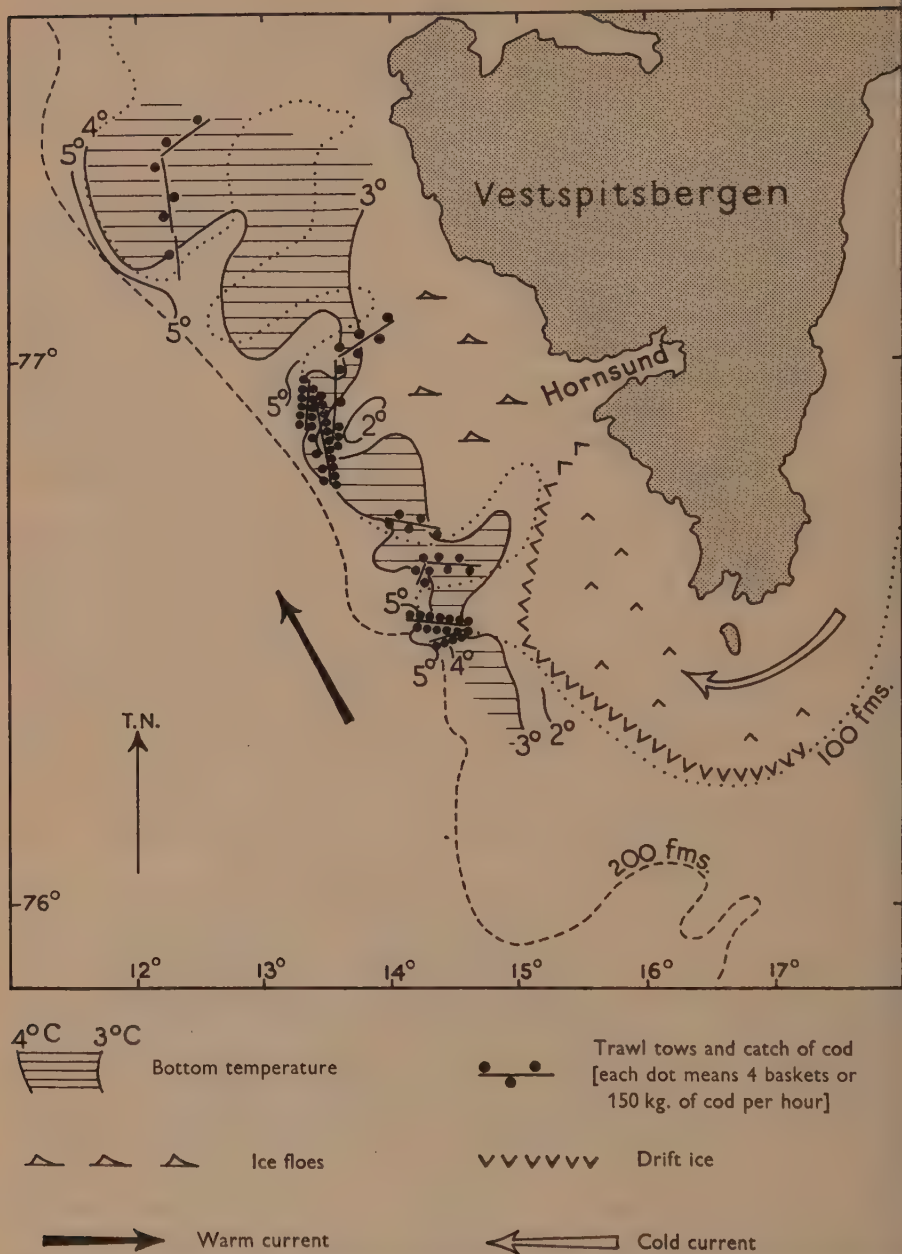 Vestspitsbergen
4°
5°
3°
5°
77°
Hornsund
5°
2°
5°
5°
4°
3°
2°
100 fms.
T.N.
200 fms.
76°
12°
13°
14°
15°
16°
17°
4°C 3°C
Bottom temperature
Trawl tows and catch of cod
[each dot means 4 baskets or
150 kg. of cod per hour]
Ice floes
Drift ice
Warm current
Cold current